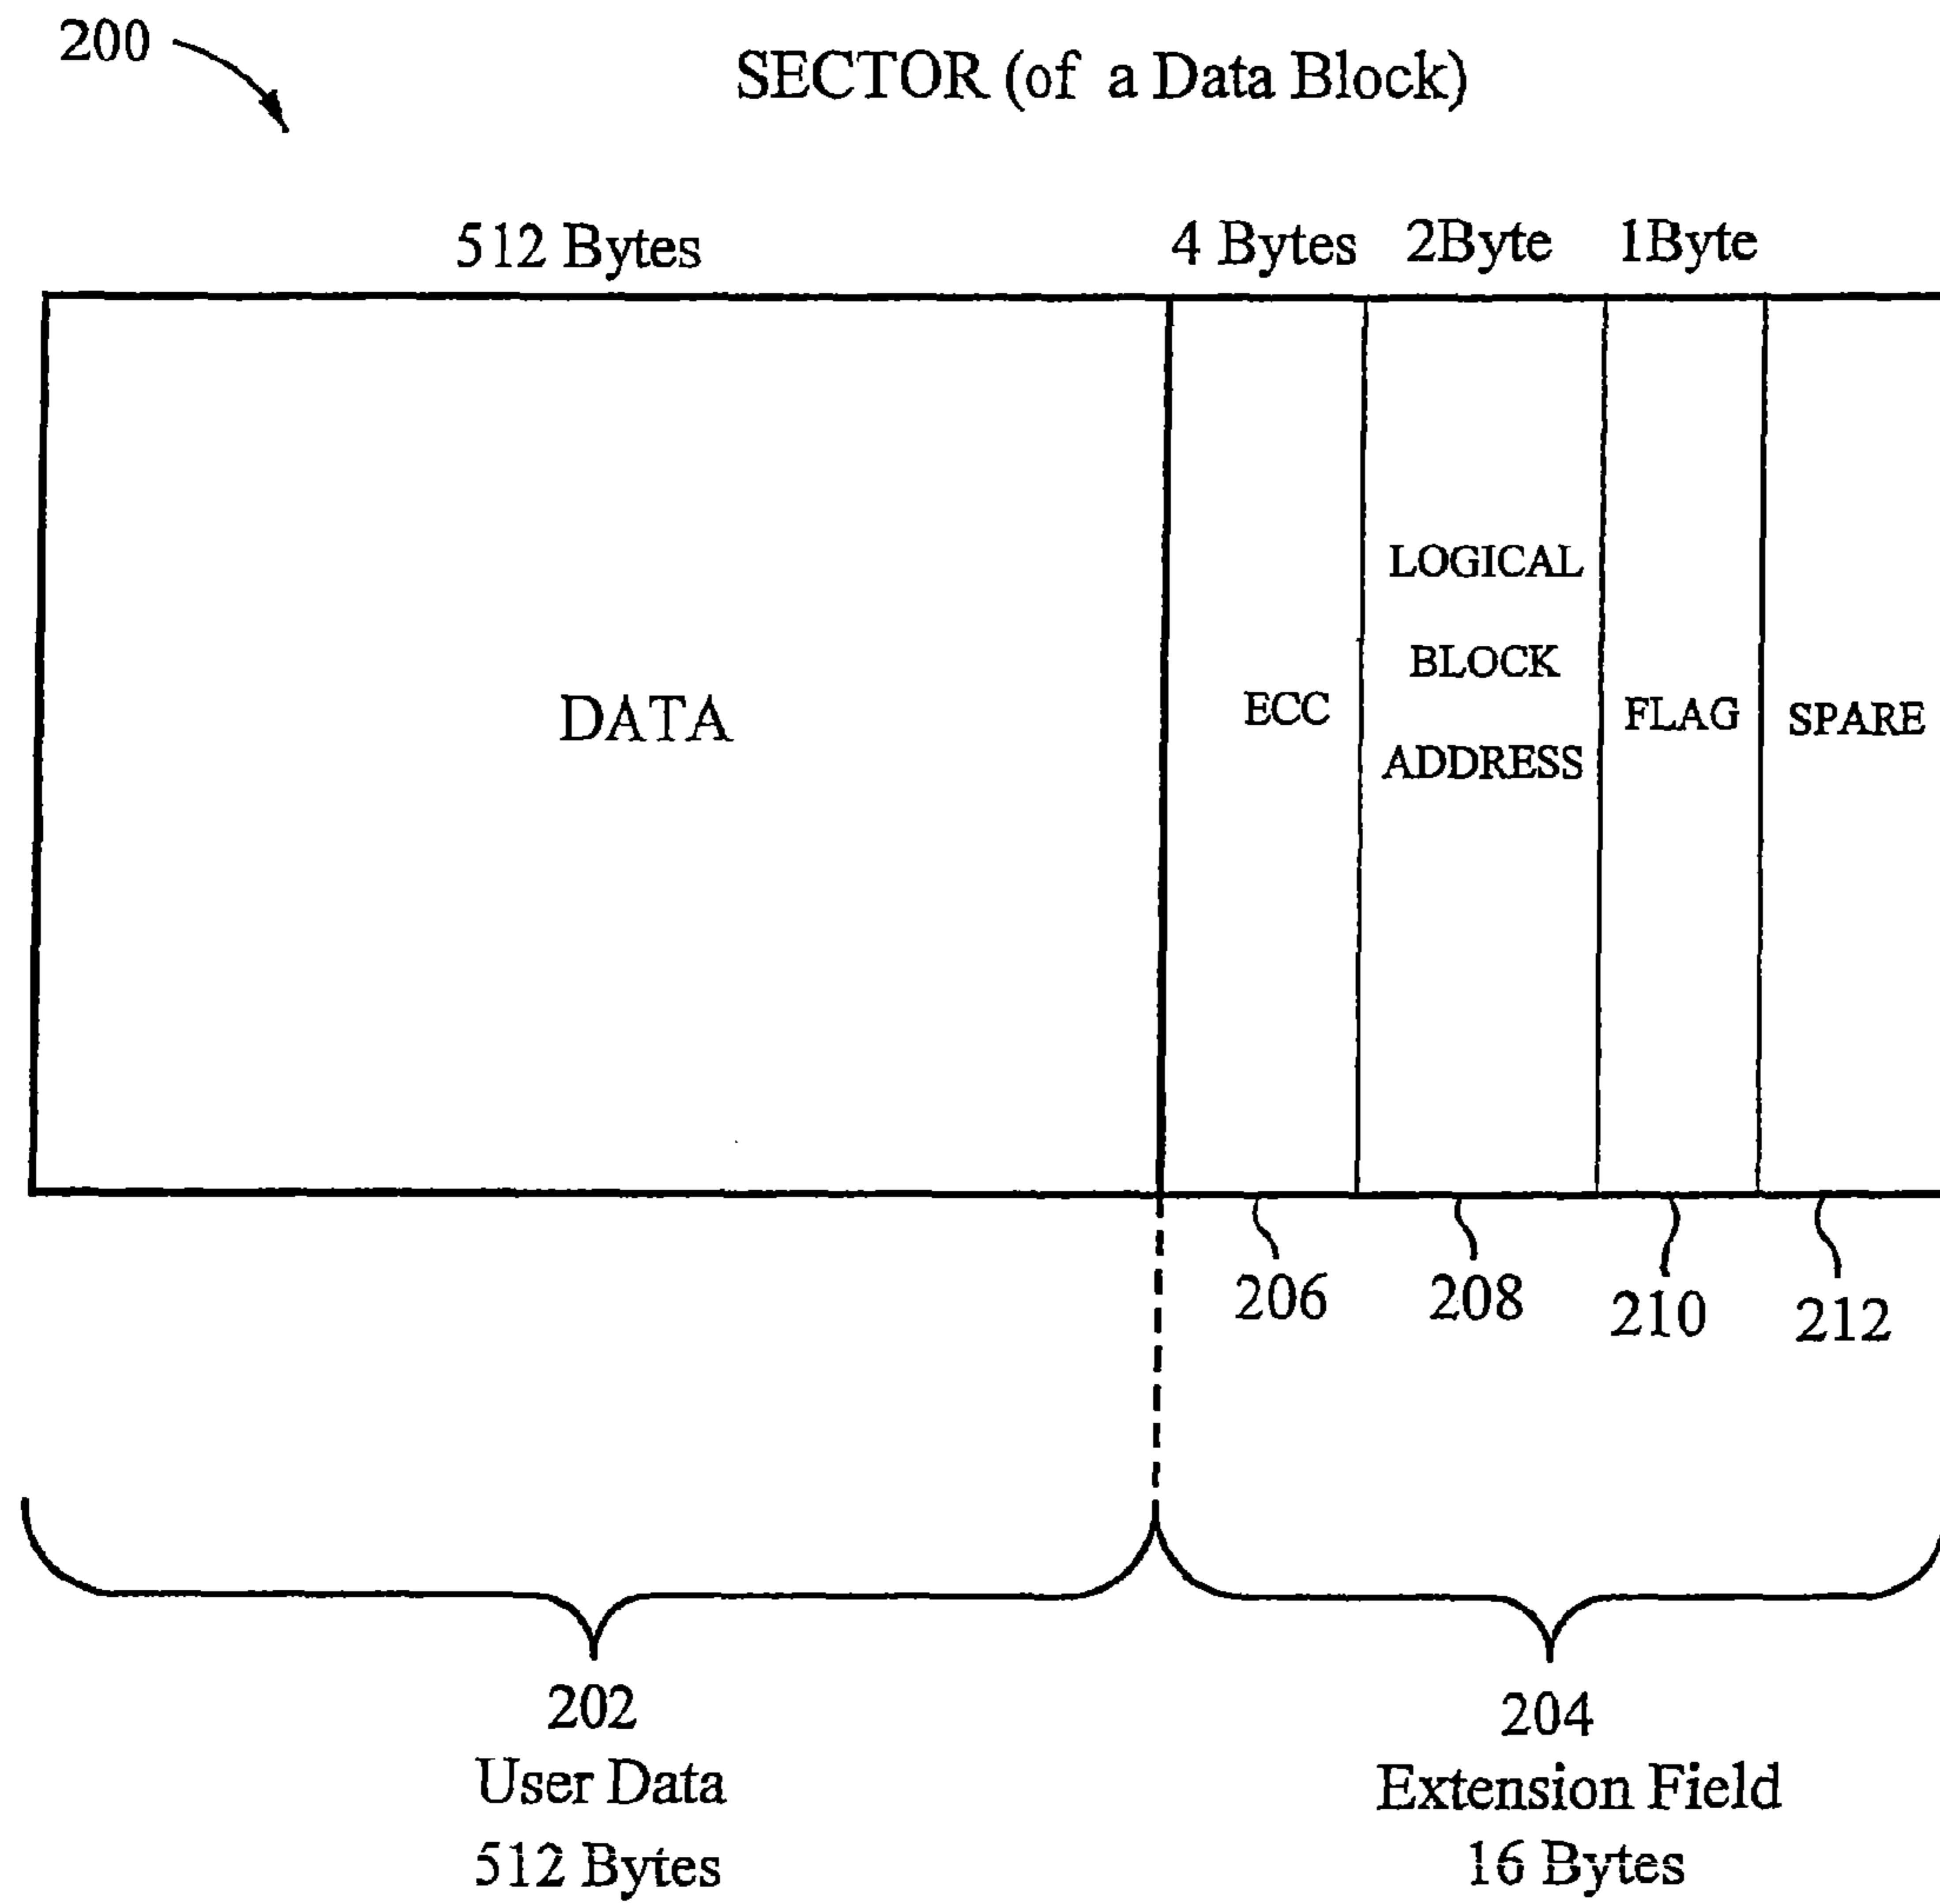 200
SECTOR (of a Data Block)
512 Bytes 4 Bytes 2Byte 1Byte
DATA
ECC
LOGICAL
BLOCK
ADDRESS
FLAG
SPARE
206 208 210 212
202
User Data
512 Bytes
204
Extension Field
16 Bytes